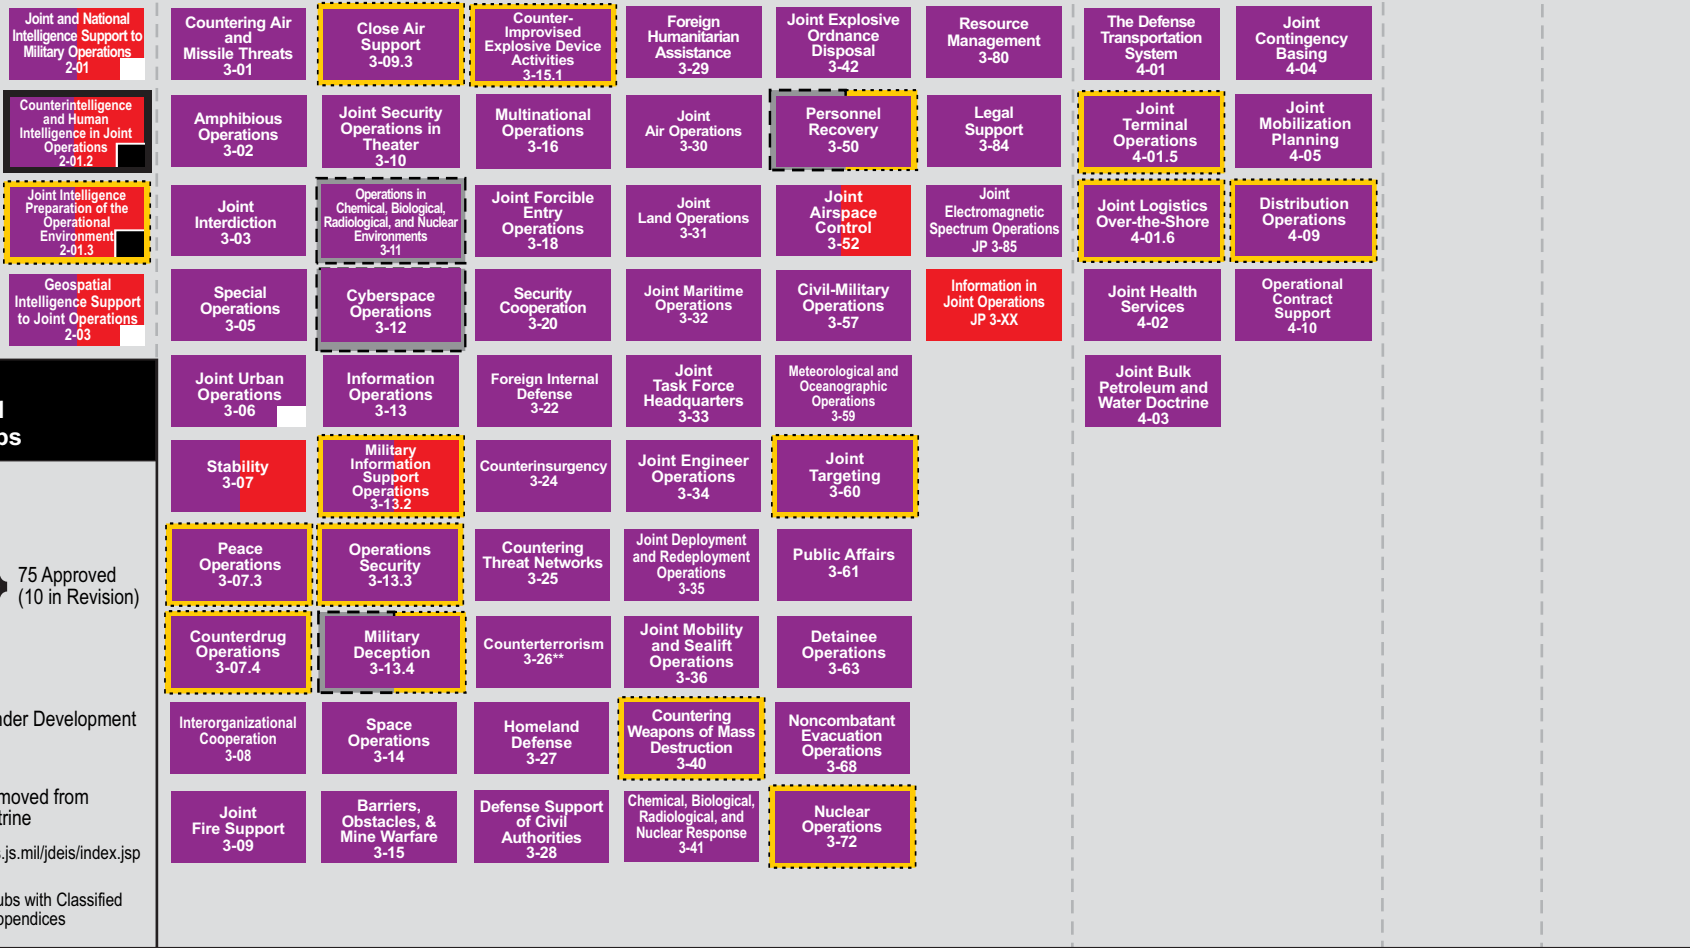 Joint and National
Intelligence Support to
Military Operations
2-01
Counterintelligence
and Human
Intelligence in Joint
Operations
2-01.2
Joint Intelligence
Preparation of the
Operational
Environment
2-01.3
Geospatial
Intelligence Support
to Joint Operations
2-03
75 Approved
(10 in Revision)
Development
moved from
.js.mil/jdeis/index.jsp
with Classified
Countering Air
and
Missile Threats
3-01
Amphibious
Operations
3-02
Joint
Interdiction
3-03
Special
Operations
3-05
Joint Urban
Operations
3-06
Stability
3-07
Peace
Operations
3-07.3
Counterdrug
Operations
3-07.4
Interorganizational
Cooperation
3-08
Joint
Fire Support
3-09
Close Air
Support
3-09.3
Joint Security
Operations in
Theater
3-10
Operations in
Chemical, Biological,
Radiological, and Nuclear
Environments
3-11
Cyberspace
Operations
3-12
Information
Operations
3-13
Military
Information
Support
Operations
3-13.2
Operations
Security
3-13.3
Military
Deception
3-13.4
Space
Operations
3-14
Barriers,
Obstacles, &
Mine Warfare
3-15
Counter-
Improvised
Explosive Device
Activities
3-15.1
Multinational
Operations
3-16
Joint Forcible
Entry
Operations
3-18
Security
Cooperation
3-20
Foreign Internal
Defense
3-22
Counterinsurgency
3-24
Countering
Threat Networks
3-25
Counterterrorism
3-26**
Homeland
Defense
3-27
Defense Support
of Civil
Authorities
3-28
Foreign
Humanitarian
Assistance
3-29
Joint
Air Operations
3-30
Joint
Land Operations
3-31
Joint Maritime
Operations
3-32
Joint
Task Force
Headquarters
3-33
Joint Engineer
Operations
3-34
Joint Deployment
and Redeployment
Operations
3-35
Joint Mobility
and Sealift
Operations
3-36
Countering
Weapons of Mass
Destruction
3-40
Chemical, Biological,
Radiological, and
Nuclear Response
3-41
Joint Explosive
Ordnance
Disposal
3-42
Personnel
Recovery
3-50
Joint
Airspace
Control
3-52
Civil-Military
Operations
3-57
Meteorological and
Oceanographic
Operations
3-59
Joint
Targeting
3-60
Public Affairs
3-61
Detainee
Operations
3-63
Noncombatant
Evacuation
Operations
3-68
Nuclear
Operations
3-72
Resource
Management
3-80
Legal
Support
3-84
Joint
Electromagnetic
Spectrum Operations
JP 3-85
Information in
Joint Operations
JP 3-XX
The Defense
Transportation
System
4-01
Joint
Terminal
Operations
4-01.5
Joint Logistics
Over-the-Shore
4-01.6
Joint Health
Services
4-02
Joint Bulk
Petroleum and
Water Doctrine
4-03
Joint
Contingency
Basing
4-04
Joint
Mobilization
Planning
4-05
Distribution
Operations
4-09
Operational
Contract
Support
4-10